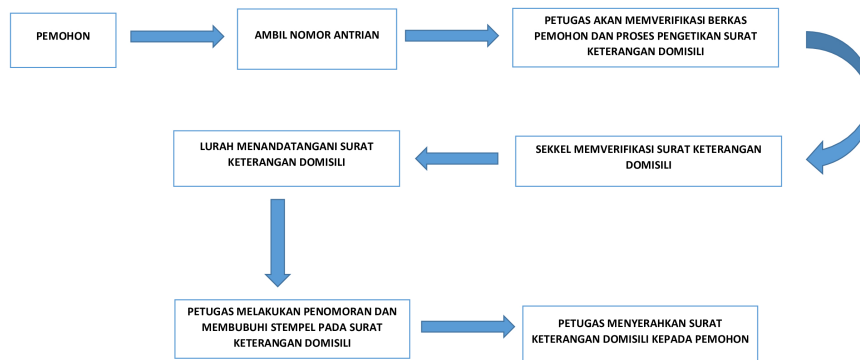 PEMOHON
AMBIL NOMOR ANTRIAN
PETUGAS AKAN MEMVERIFIKASI BERKAS
PEMOHON DAN PROSES PENGETIKAN SURAT
KETERANGAN DOMISILI
SEKKEL MEMVERIFIKASI SURAT KETERANGAN
DOMISILI
LURAH MENANDATANGANI SURAT
KETERANGAN DOMISILI
PETUGAS MELAKUKAN PENOMORAN DAN
MEMBUBUHI STEMPEL PADA SURAT
KETERANGAN DOMISILI
PETUGAS MENYERAHKAN SURAT
KETERANGAN DOMISILI KEPADA PEMOHON